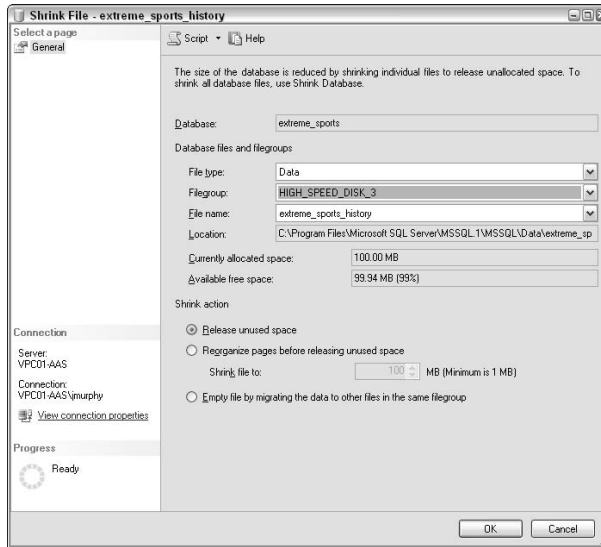 Shrink File - extreme_sports_history
Select a page
General
Script
Help
The size of the database is reduced by shrinking individual files to release unallocated space. To
shrink all database files, use Shrink Database.
Database:
extreme_sports
Database files and filegroups
File type:
Data
Filegroup:
HIGH_SPEED_DISK_3
File name:
extreme_sports_history
Location:
C:\Program Files\Microsoft SQL Server\MSSQL.1\MSSQL\Data\extreme_sp
Currently allocated space:
100.00 MB
Available free space:
99.94 MB (99%)
Shrink action
Release unused space
Reorganize pages before releasing unused space
Shrink file to:
100
MB (Minimum is 1 MB)
Empty file by migrating the data to other files in the same filegroup
Connection
Server:
VPC01-AAS
Connection:
VPC01-AAS\jmurphy
View connection properties
Progress
Ready
OK
Cancel